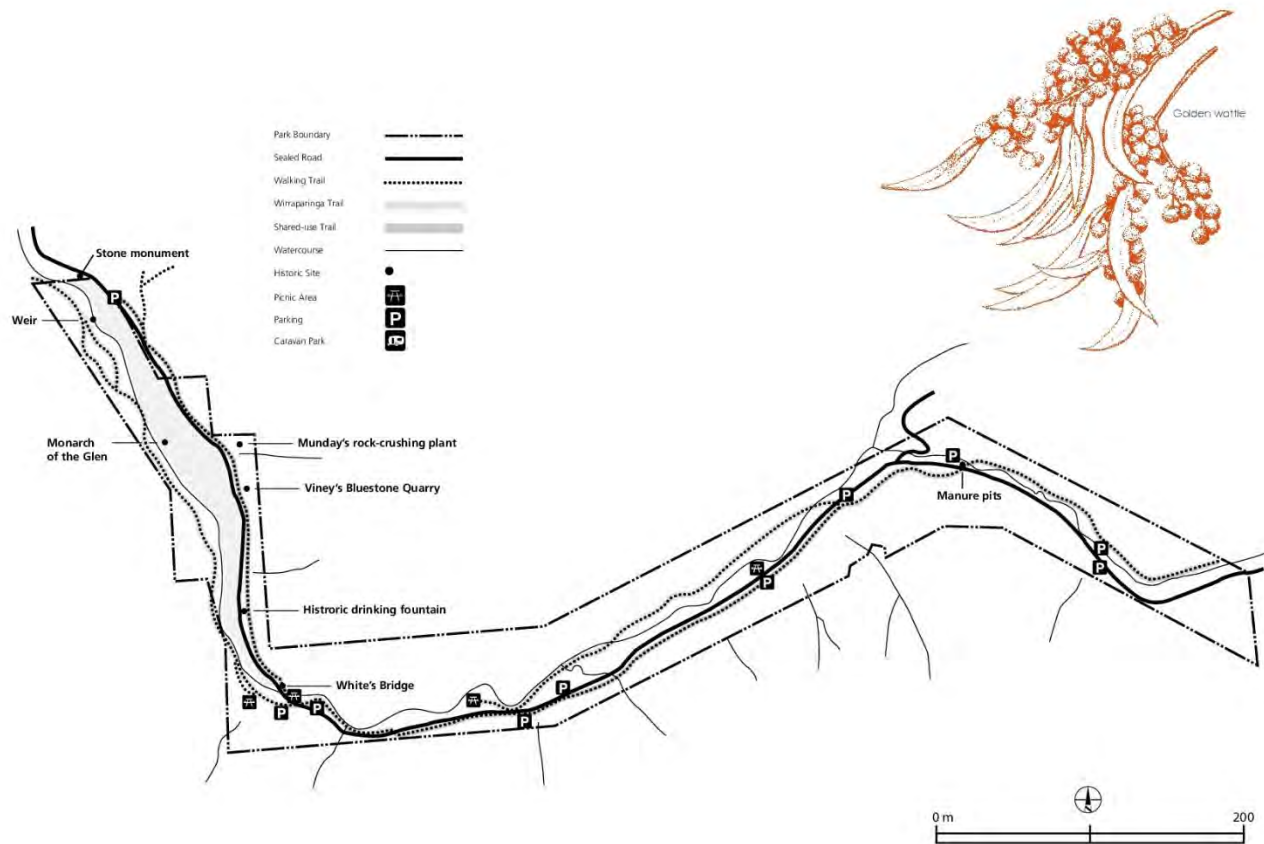 Golden wattle
Park Boundary
Sealed Road
Walking Trail
Wirraparinga Trail
Shared-use Trail
Watercourse
Historic Site
Picnic Area
Parking
P
Caravan Park
Stone monument
P
Weir
Monarch
of the Glen
Munday's rock-crushing plant
Viney's Bluestone Quarry
P
Manure pits
P
P
P
P
Histroric drinking fountain
White's Bridge
P
P
P
P
0 m
200